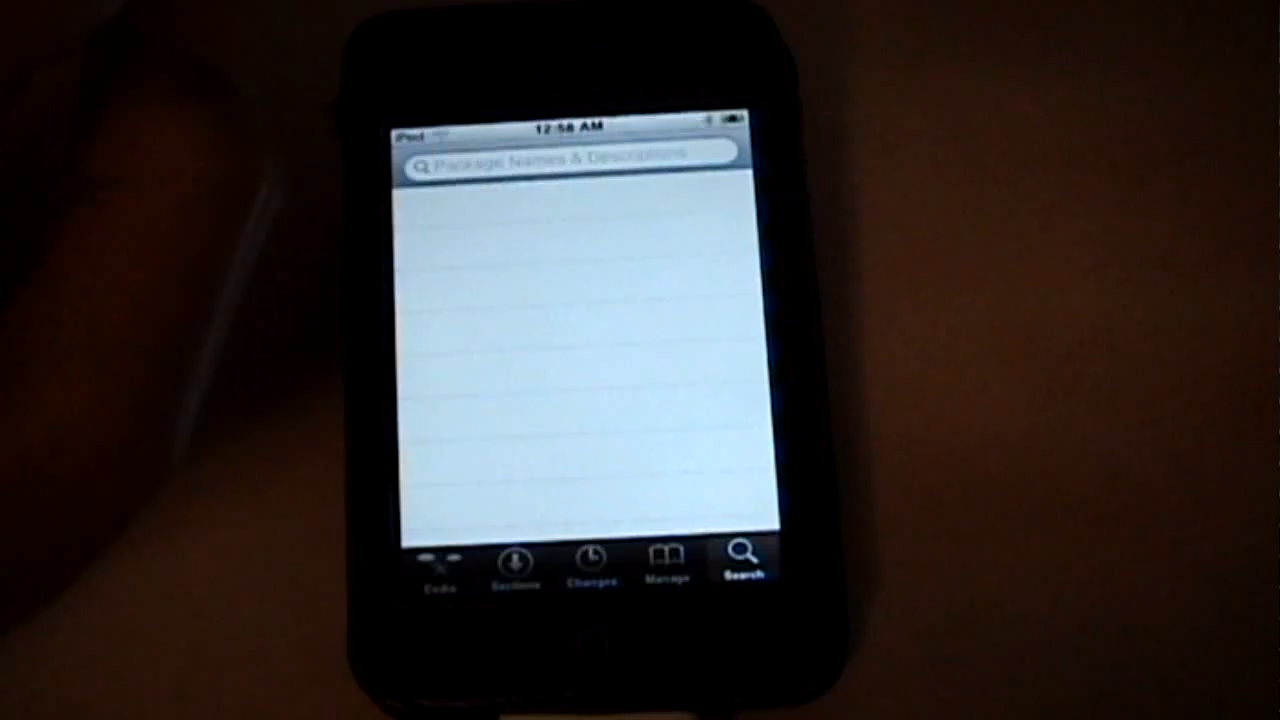 iPod 12:58 AM
Package Names & Descriptions
Cydia Sections Changes Manage Search